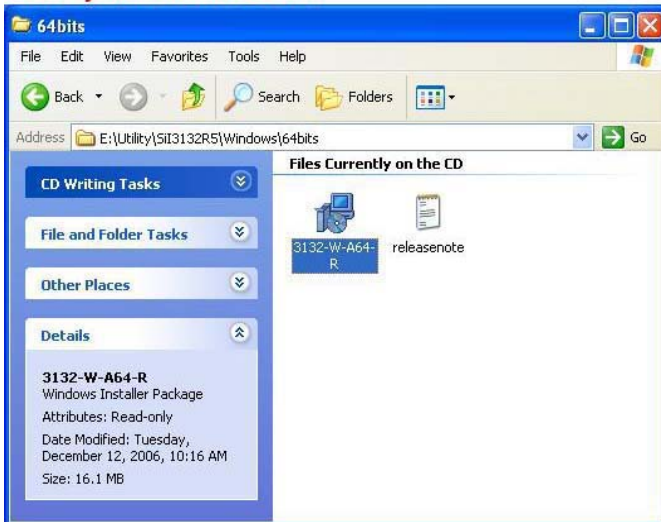 64bits
File Edit View Favorites Tools Help
Back Search Folders
Address E:\Utility\SiI3132R5\Windows\64bits Go
Files Currently on the CD
CD Writing Tasks
File and Folder Tasks
Other Places
Details
3132-W-A64-R
Windows Installer Package
Attributes: Read-only
Date Modified: Tuesday,
December 12, 2006, 10:16 AM
Size: 16.1 MB
3132-W-A64-
R
releasenote